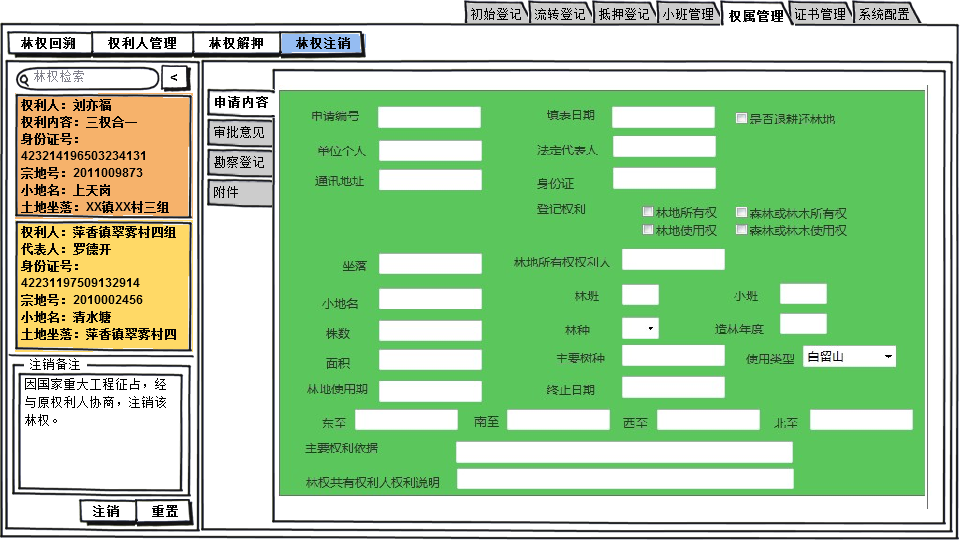 初始登记 流转登记 抵押登记 小班管理 权属管理 证书管理 系统配置
林权回溯 权利人管理 林权解押 林权注销
林权检索 <
权利人：刘亦福
权利内容：三权合一
身份证号：
423214196503234131
宗地号：2011009873
小地名：上天岗
土地坐落：XX镇XX村三组
权利人：萍香镇翠雾村四组
代表人：罗德开
身份证号：
42231197509132914
宗地号：2010002456
小地名：清水塘
土地坐落：萍香镇翠雾村四
注销备注
因国家重大工程征占，经
与原权利人协商，注销该
林权。
注销 重置
申请内容
审批意见
勘察登记
附件
申请编号 填表日期 是否退耕还林地
单位个人 法定代表人
通讯地址 身份证
登记权利 林地所有权 森林或林木所有权
林地使用权 森林或林木使用权
坐落 林地所有权权利人
小地名 林班 小班
株数 林种 造林年度
面积 主要树种 使用类型 自留山
林地使用期 终止日期
东至 南至 西至 北至
主要权利依据
林权共有权利人权利说明